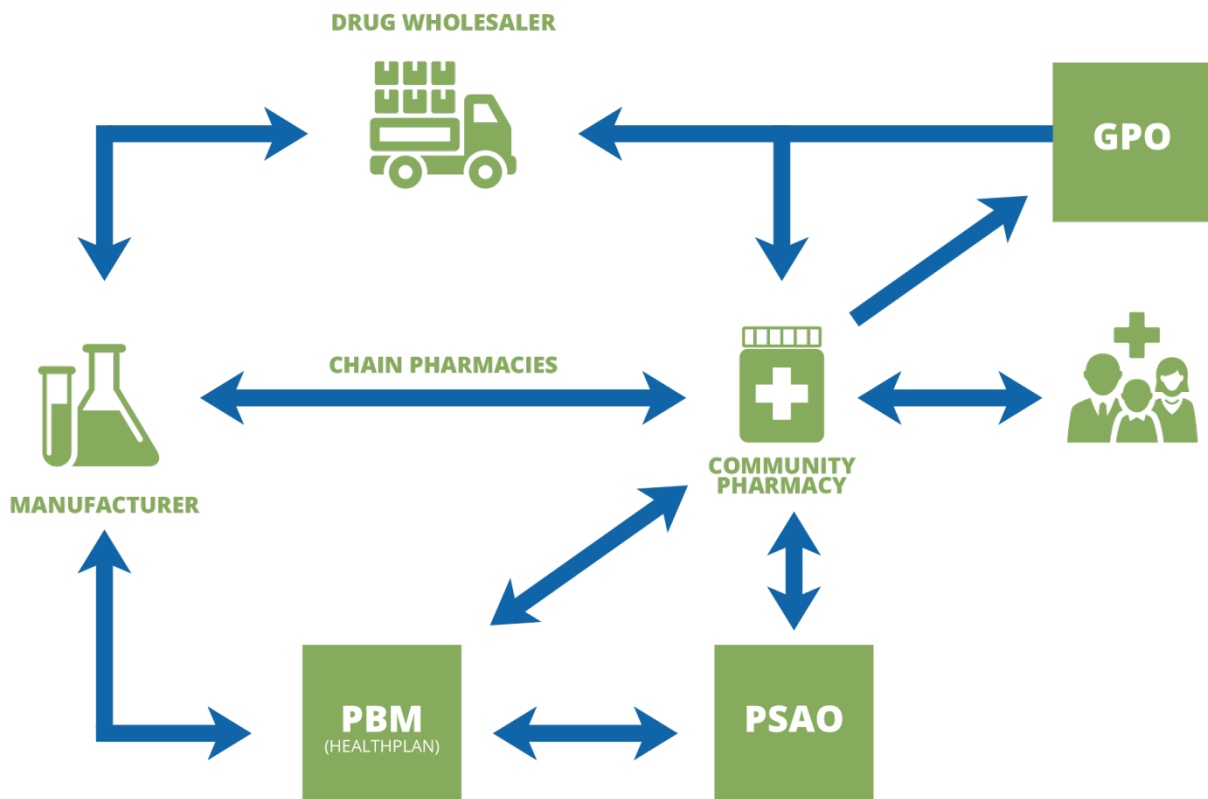 DRUG WHOLESALER
GPO
CHAIN PHARMACIES
COMMUNITY
PHARMACY
MANUFACTURER
PBM
(HEALTHPLAN)
PSAO